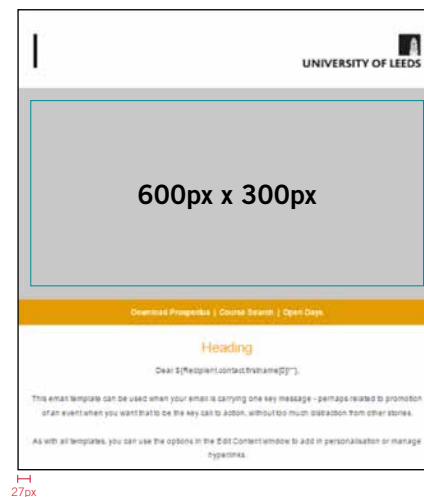 UNIVERSITY OF LEEDS
600px x 300px
Download Prospectus | Course Search | Open Days
Heading
Dear ${Recipient.contact.firstname[0]!""},
This email template can be used when your email is carrying one key message - perhaps related to promotion
of an event when you want that to be the key call to action, without too much distraction from other stories.
As with all templates, you can use the options in the Edit Content window to add in personalisation or manage
hyperlinks.
27px